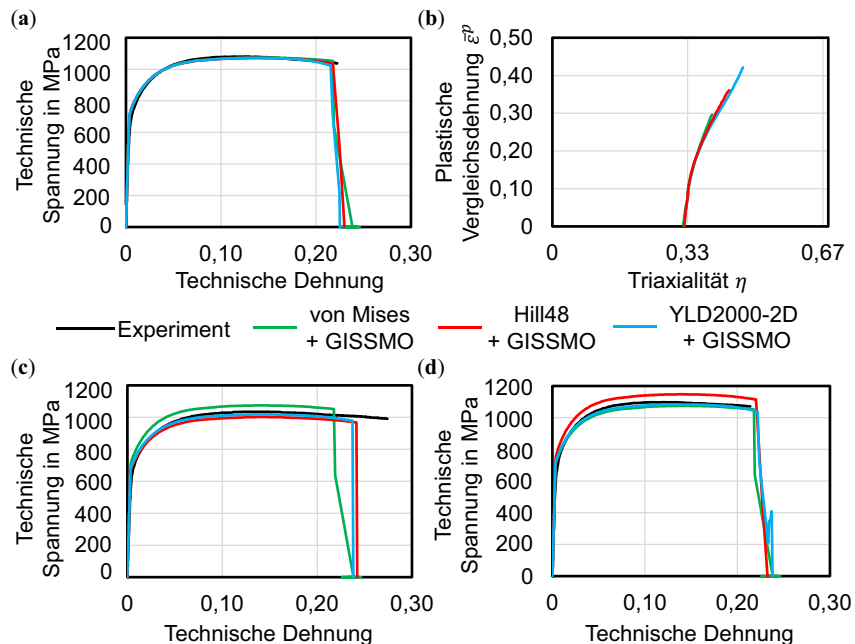 (a)
1200
1000
800
600
400
200
0
Technische
Spannung in MPa
0
0,10
0,20
0,30
Technische Dehnung
(b)
0,50
0,40
0,30
0,20
0,10
0,00
Plastische
Vergleichsdehnung ε̄ᵖ
0
0,33
0,67
Triaxialität η
Experiment
von Mises
+ GISSMO
Hill48
+ GISSMO
YLD2000-2D
+ GISSMO
(c)
1200
1000
800
600
400
200
0
Technische
Spannung in MPa
0
0,10
0,20
0,30
Technische Dehnung
(d)
1200
1000
800
600
400
200
0
Technische
Spannung in MPa
0
0,10
0,20
0,30
Technische Dehnung